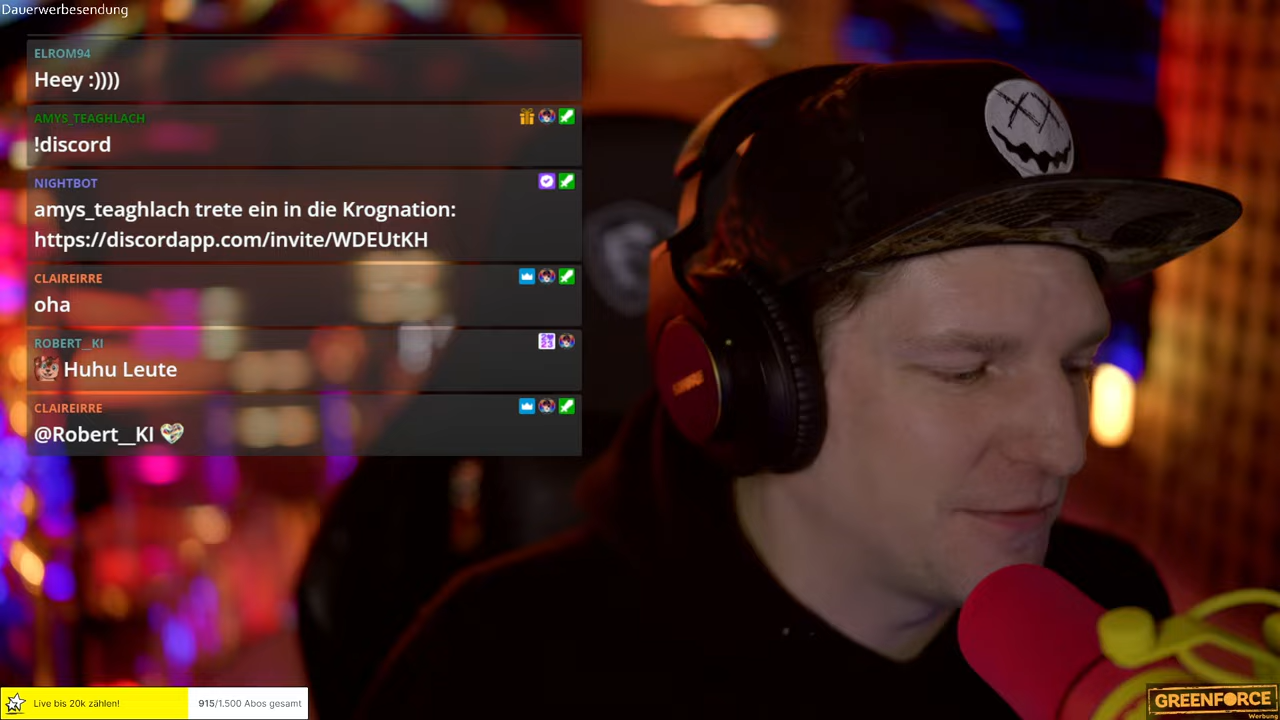 Dauerwerbesendung
ELROM94
Heey :))))
AMYS_TEAGHLACH
!discord
NIGHTBOT
amys_teaghlach trete ein in die Krognation:
https://discordapp.com/invite/WDEUtKH
CLAIREIRRE
oha
ROBERT__KI
Huhu Leute
CLAIREIRRE
@Robert__KI
Live bis 20k zählen!
915/1.500 Abos gesamt
GREENFORCE
Werbung